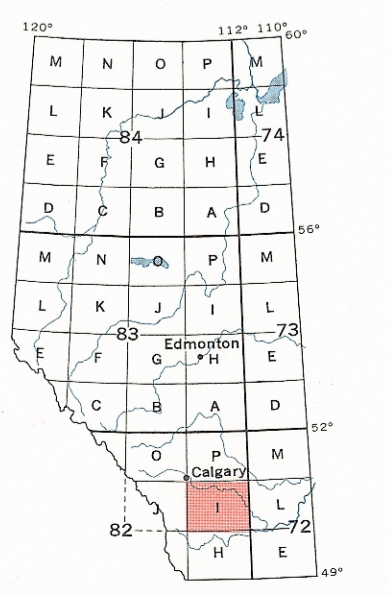 120° 112° 110°
60°
M N O P M
L K J I L
84 74
E F G H E
D C B A D
56°
M N O P M
L K J I L
83 73
Edmonton
E F G H E
C B A D
52°
O P M
Calgary
J I L
82 72
H E
49°